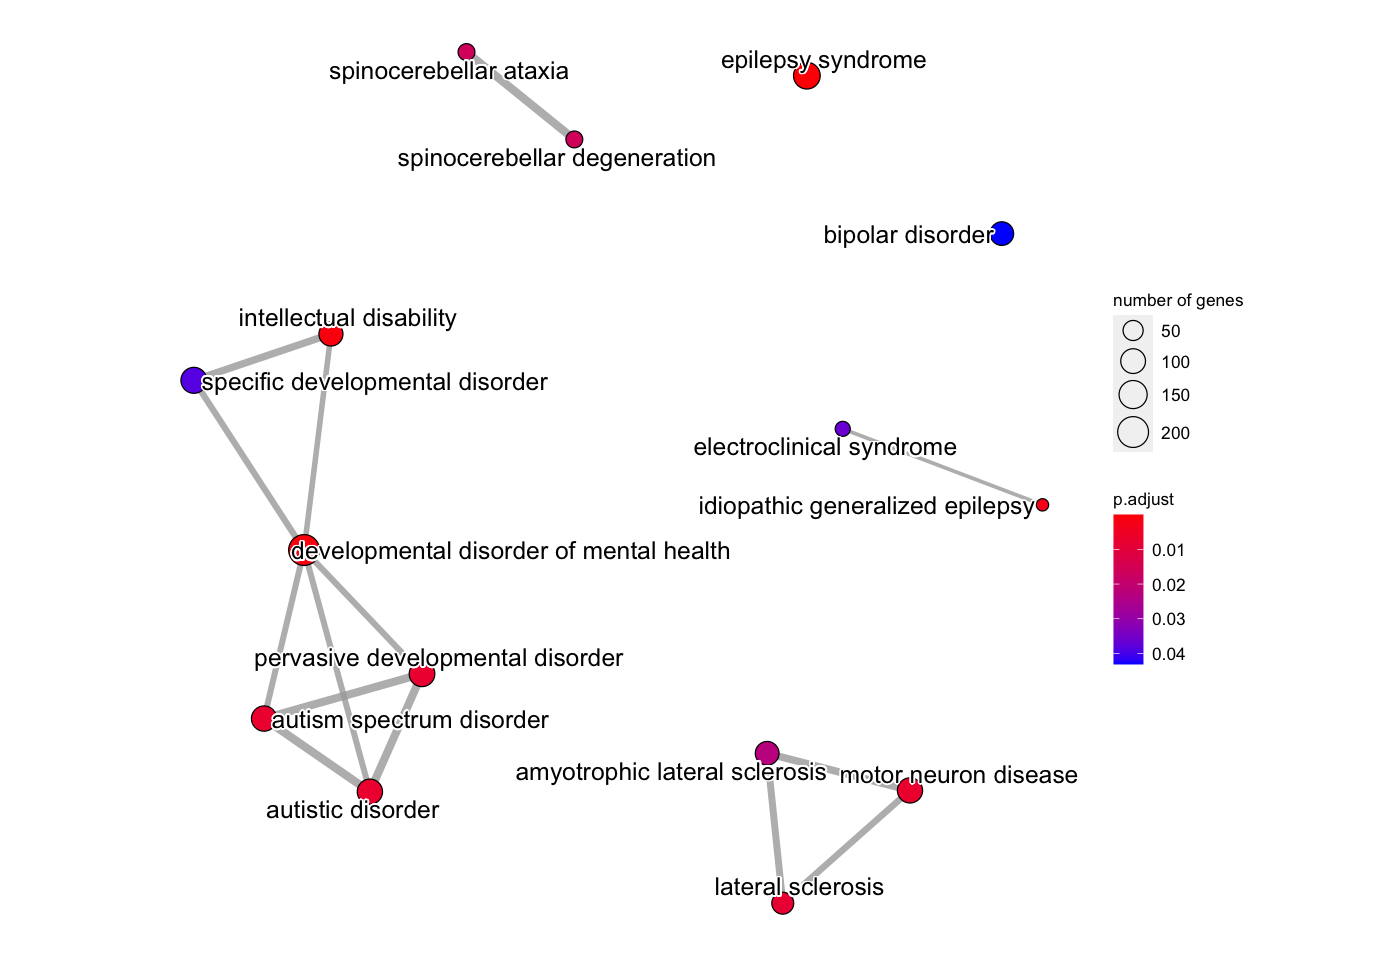 spinocerebellar ataxia
epilepsy syndrome
spinocerebellar degeneration
bipolar disorder
intellectual disability
specific developmental disorder
electroclinical syndrome
idiopathic generalized epilepsy
developmental disorder of mental health
pervasive developmental disorder
autism spectrum disorder
autistic disorder
amyotrophic lateral sclerosis
motor neuron disease
lateral sclerosis
number of genes
50
100
150
200
p.adjust
0.01
0.02
0.03
0.04